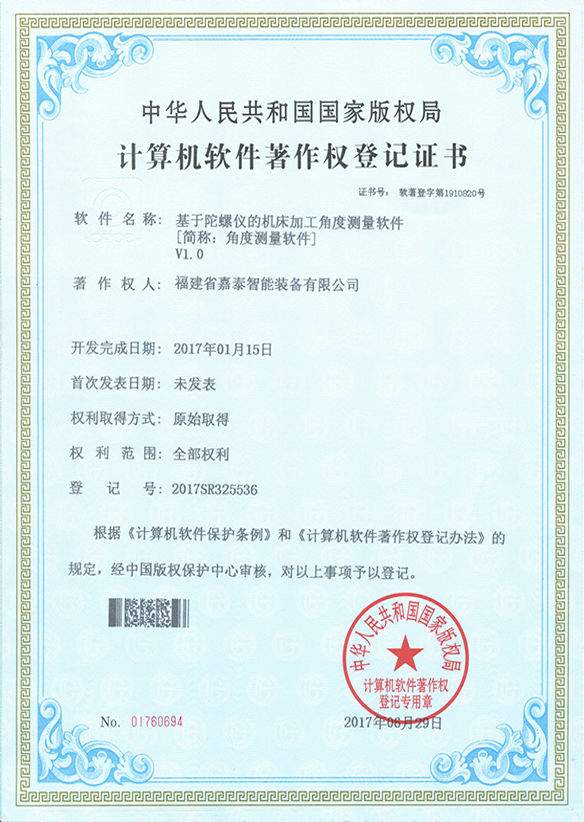 中华人民共和国国家版权局
计算机软件著作权登记证书
证书号： 软著登字第1910820号
软件名称： 基于陀螺仪的机床加工角度测量软件
[简称：角度测量软件]
V1.0
著作权人： 福建省嘉泰智能装备有限公司
开发完成日期： 2017年01月15日
首次发表日期： 未发表
权利取得方式： 原始取得
权利范围： 全部权利
登记号： 2017SR325536
根据《计算机软件保护条例》和《计算机软件著作权登记办法》的
规定，经中国版权保护中心审核，对以上事项予以登记。
中华人民共和国国家版权局
计算机软件著作权
登记专用章
No. 01760694
2017年06月29日